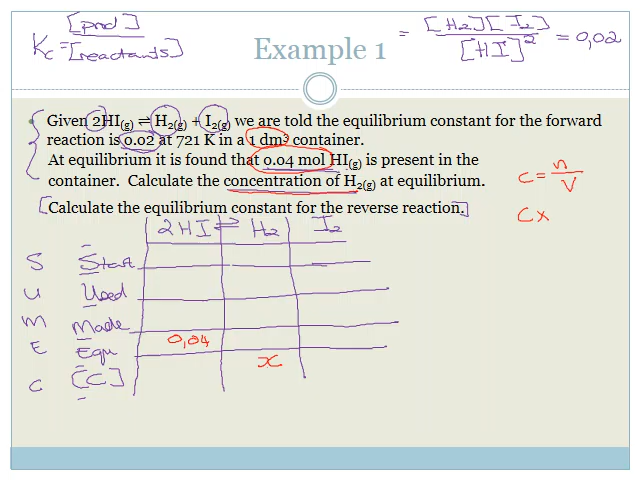 Kc = [prod] / [reactants]
= [H2][I2] / [HI]² = 0,02
Example 1
Given 2HI(g) ⇌ H2(g) + I2(g) we are told the equilibrium constant for the forward
reaction is 0.02 at 721 K in a 1 dm³ container.
At equilibrium it is found that 0.04 mol HI(g) is present in the
container. Calculate the concentration of H2(g) at equilibrium.
c = n / V
Cx
[Calculate the equilibrium constant for the reverse reaction.]
2HI ⇌ H2 I2
S Start
U Used
M Made
E Equ 0,04
x
C [C]